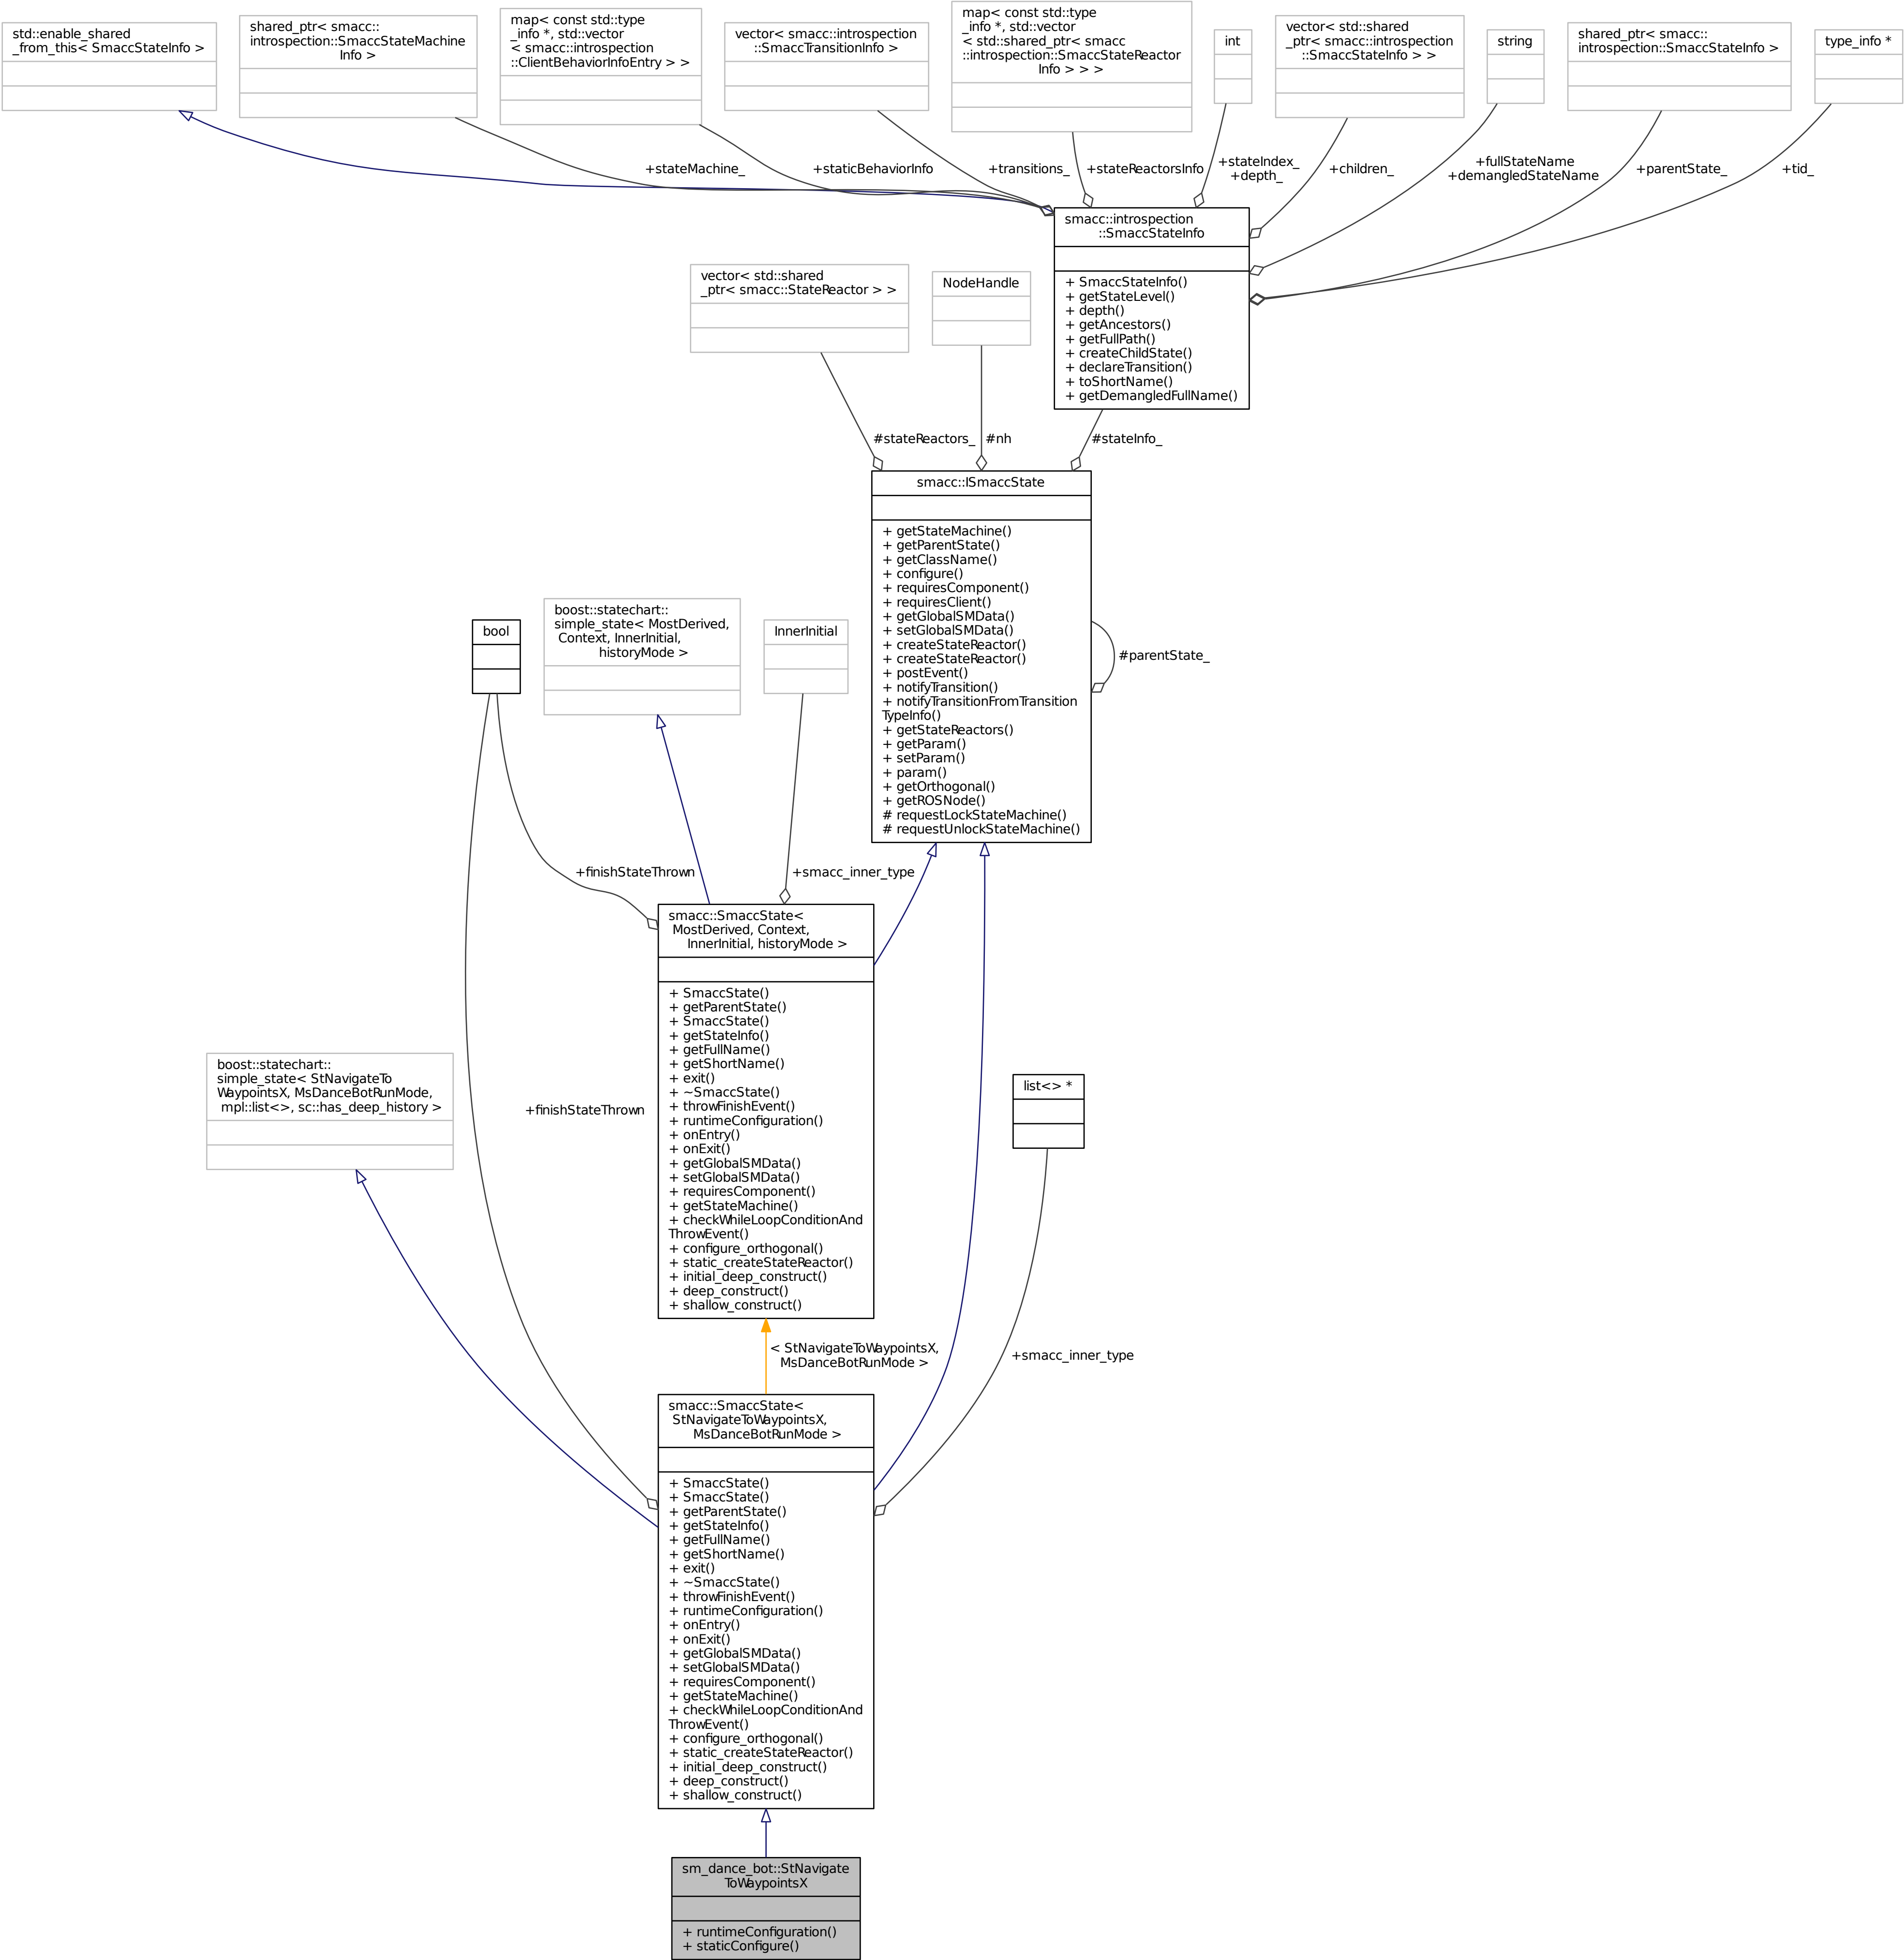 std::enable_shared
_from_this< SmaccStateInfo >
shared_ptr< smacc::
introspection::SmaccStateMachine
Info >
map< const std::type
_info *, std::vector
< smacc::introspection
::ClientBehaviorInfoEntry > >
vector< smacc::introspection
::SmaccTransitionInfo >
map< const std::type
_info *, std::vector
< std::shared_ptr< smacc
::introspection::SmaccStateReactor
Info > > >
int
vector< std::shared
_ptr< smacc::introspection
::SmaccStateInfo > >
string
shared_ptr< smacc::
introspection::SmaccStateInfo >
type_info *
+stateMachine_
+staticBehaviorInfo
+transitions_
+stateReactorsInfo
+stateIndex_
+depth_
+children_
+fullStateName
+demangledStateName
+parentState_
+tid_
smacc::introspection
::SmaccStateInfo
+ SmaccStateInfo()
+ getStateLevel()
+ depth()
+ getAncestors()
+ getFullPath()
+ createChildState()
+ declareTransition()
+ toShortName()
+ getDemangledFullName()
vector< std::shared
_ptr< smacc::StateReactor > >
NodeHandle
#stateReactors_
#nh
#stateInfo_
smacc::ISmaccState
+ getStateMachine()
+ getParentState()
+ getClassName()
+ configure()
+ requiresComponent()
+ requiresClient()
+ getGlobalSMData()
+ setGlobalSMData()
+ createStateReactor()
+ createStateReactor()
+ postEvent()
+ notifyTransition()
+ notifyTransitionFromTransition
TypeInfo()
+ getStateReactors()
+ getParam()
+ setParam()
+ param()
+ getOrthogonal()
+ getROSNode()
# requestLockStateMachine()
# requestUnlockStateMachine()
#parentState_
bool
boost::statechart::
simple_state< MostDerived,
Context, InnerInitial,
historyMode >
InnerInitial
+finishStateThrown
+smacc_inner_type
smacc::SmaccState<
MostDerived, Context,
InnerInitial, historyMode >
+ SmaccState()
+ getParentState()
+ SmaccState()
+ getStateInfo()
+ getFullName()
+ getShortName()
+ exit()
+ ~SmaccState()
+ throwFinishEvent()
+ runtimeConfiguration()
+ onEntry()
+ onExit()
+ getGlobalSMData()
+ setGlobalSMData()
+ requiresComponent()
+ getStateMachine()
+ checkWhileLoopConditionAnd
ThrowEvent()
+ configure_orthogonal()
+ static_createStateReactor()
+ initial_deep_construct()
+ deep_construct()
+ shallow_construct()
boost::statechart::
simple_state< StNavigateTo
WaypointsX, MsDanceBotRunMode,
mpl::list<>, sc::has_deep_history >
+finishStateThrown
list<> *
< StNavigateToWaypointsX,
MsDanceBotRunMode >
+smacc_inner_type
smacc::SmaccState<
StNavigateToWaypointsX,
MsDanceBotRunMode >
+ SmaccState()
+ SmaccState()
+ getParentState()
+ getStateInfo()
+ getFullName()
+ getShortName()
+ exit()
+ ~SmaccState()
+ throwFinishEvent()
+ runtimeConfiguration()
+ onEntry()
+ onExit()
+ getGlobalSMData()
+ setGlobalSMData()
+ requiresComponent()
+ getStateMachine()
+ checkWhileLoopConditionAnd
ThrowEvent()
+ configure_orthogonal()
+ static_createStateReactor()
+ initial_deep_construct()
+ deep_construct()
+ shallow_construct()
sm_dance_bot::StNavigate
ToWaypointsX
+ runtimeConfiguration()
+ staticConfigure()